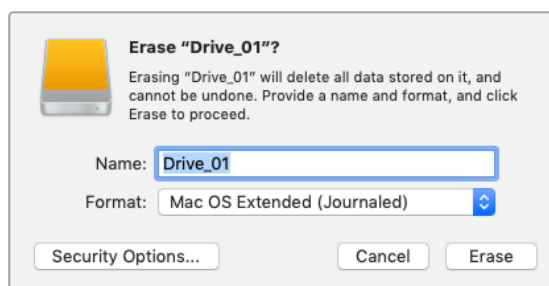 Erase “Drive_01”?
Erasing “Drive_01” will delete all data stored on it, and
cannot be undone. Provide a name and format, and click
Erase to proceed.
Name: Drive_01
Format: Mac OS Extended (Journaled)
Security Options... Cancel Erase